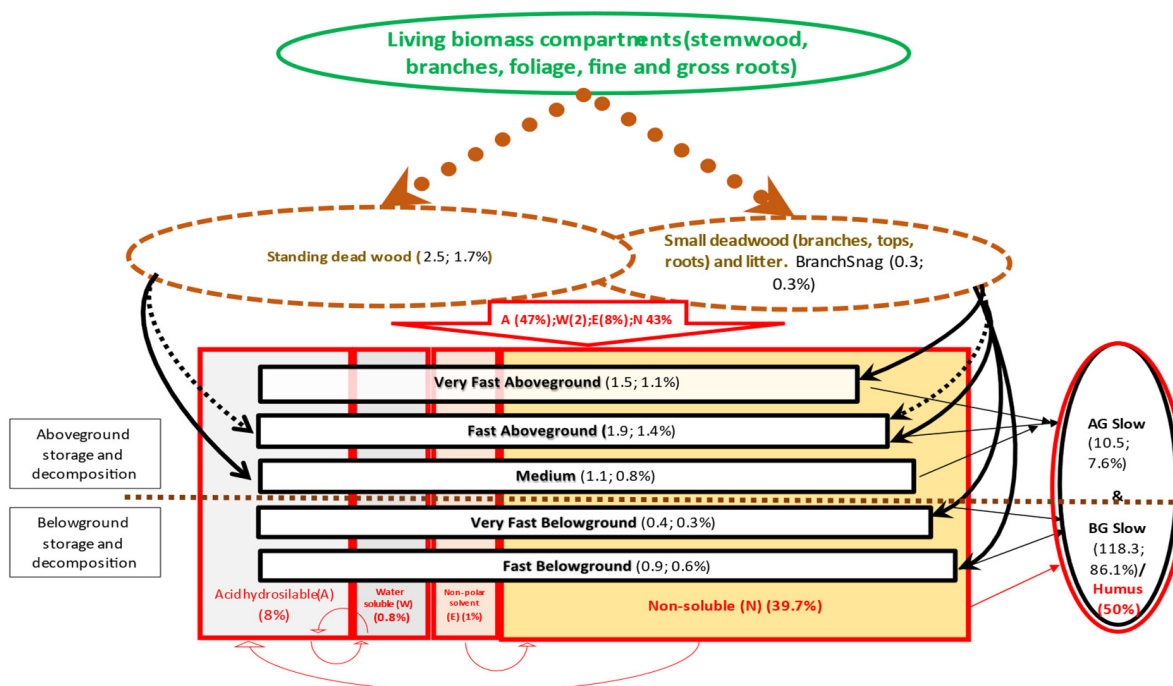 Living biomass compartments (stemwood,
branches, foliage, fine and gross roots)
Standing dead wood (2.5; 1.7%)
Small deadwood (branches, tops,
roots) and litter. BranchSnag (0.3;
0.3%)
A (47%);W(2);E(8%);N 43%
Very Fast Aboveground (1.5; 1.1%)
Fast Aboveground (1.9; 1.4%)
Medium (1.1; 0.8%)
Very Fast Belowground (0.4; 0.3%)
Fast Belowground (0.9; 0.6%)
Aboveground
storage and
decomposition
Belowground
storage and
decomposition
AG Slow
(10.5;
7.6%)
&
BG Slow
(118.3;
86.1%)/
Humus
(50%)
Acid hydrosilable(A)
(8%)
Water
soluble (W)
(0.8%)
Non-polar
solvent
(E) (1%)
Non-soluble (N) (39.7%)